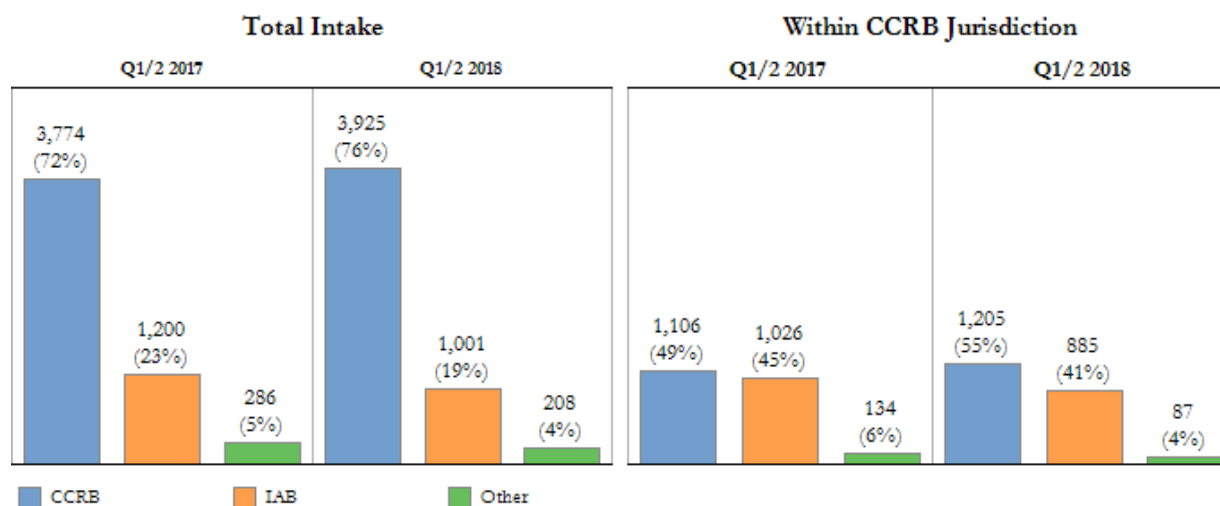 Total Intake
Within CCRB Jurisdiction
Q1/2 2017
Q1/2 2018
Q1/2 2017
Q1/2 2018
3,774
(72%)
1,200
(23%)
286
(5%)
3,925
(76%)
1,001
(19%)
208
(4%)
1,106
(49%)
1,026
(45%)
134
(6%)
1,205
(55%)
885
(41%)
87
(4%)
CCRB
IAB
Other